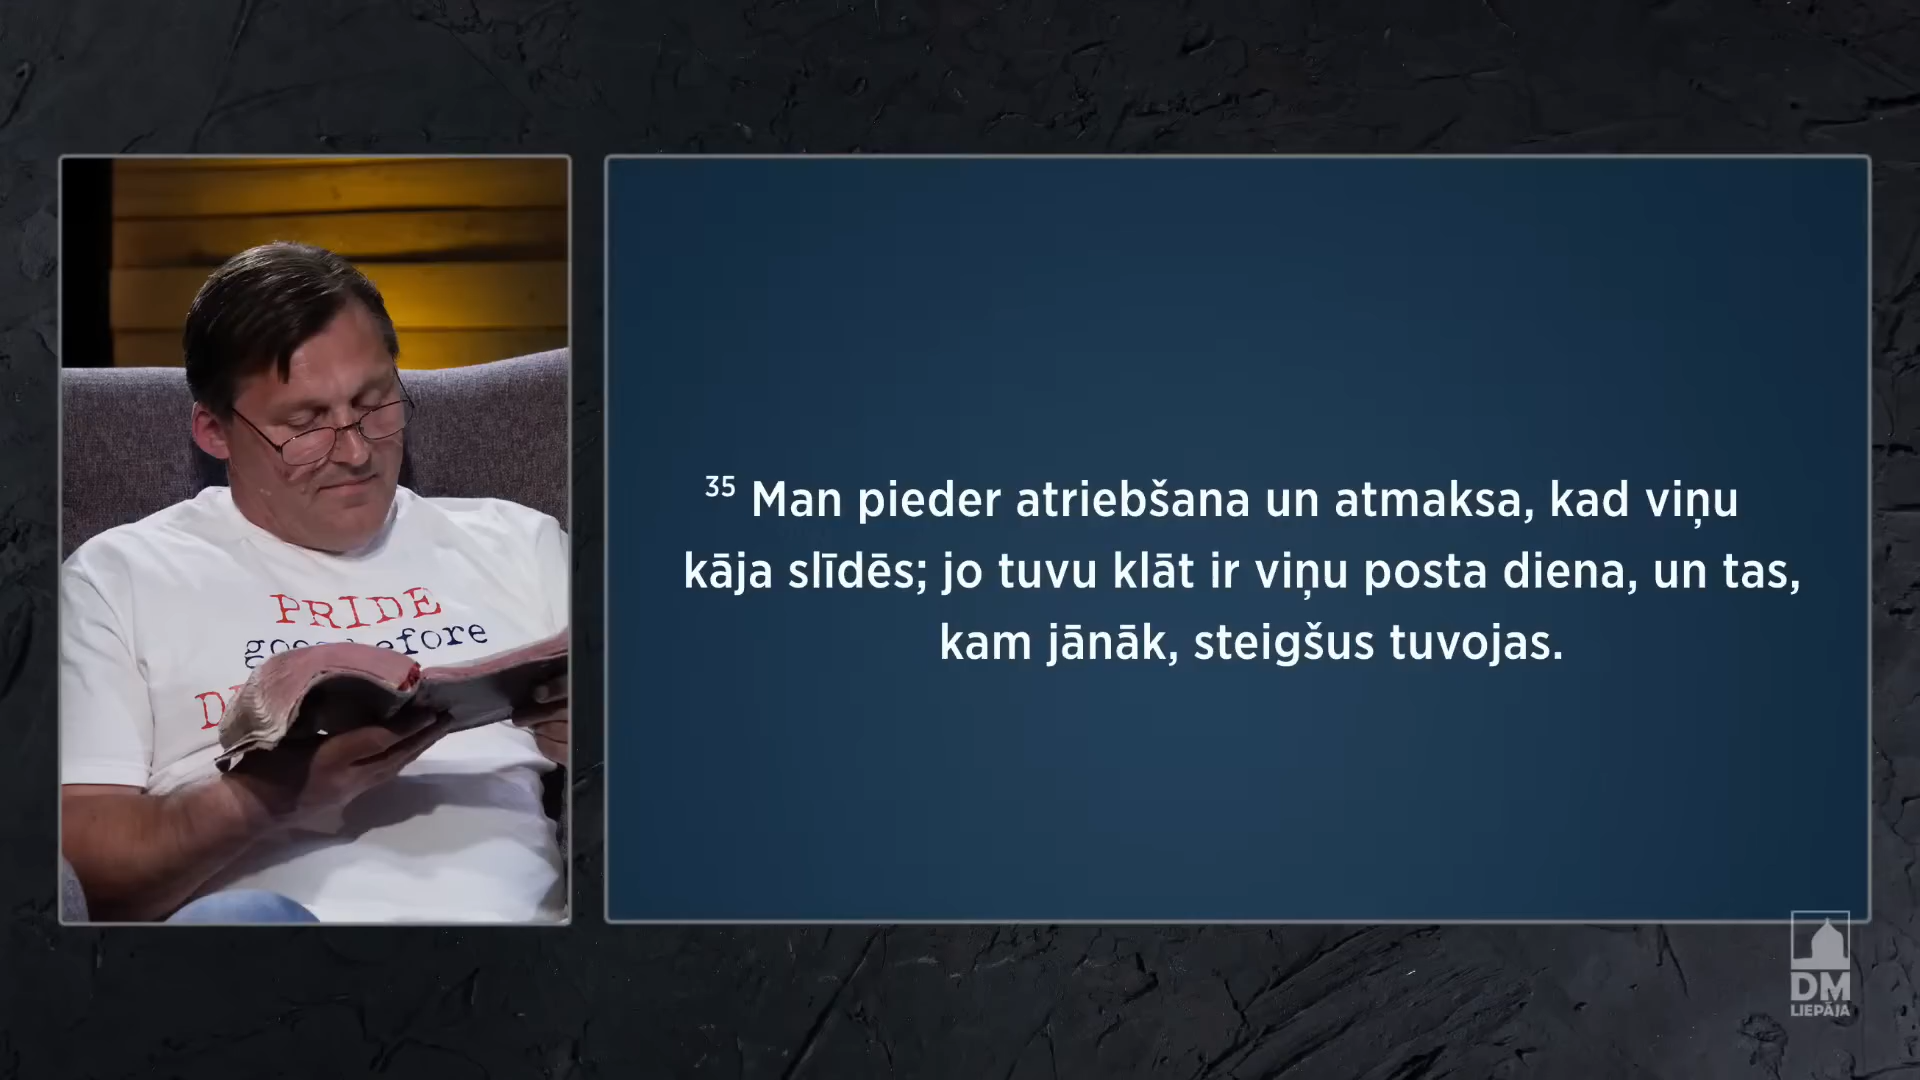 PRIDE
³⁵ Man pieder atriebšana un atmaksa, kad viņu
kāja slīdēs; jo tuvu klāt ir viņu posta diena, un tas,
kam jānāk, steigšus tuvojas.
DM
LIEPĀJA